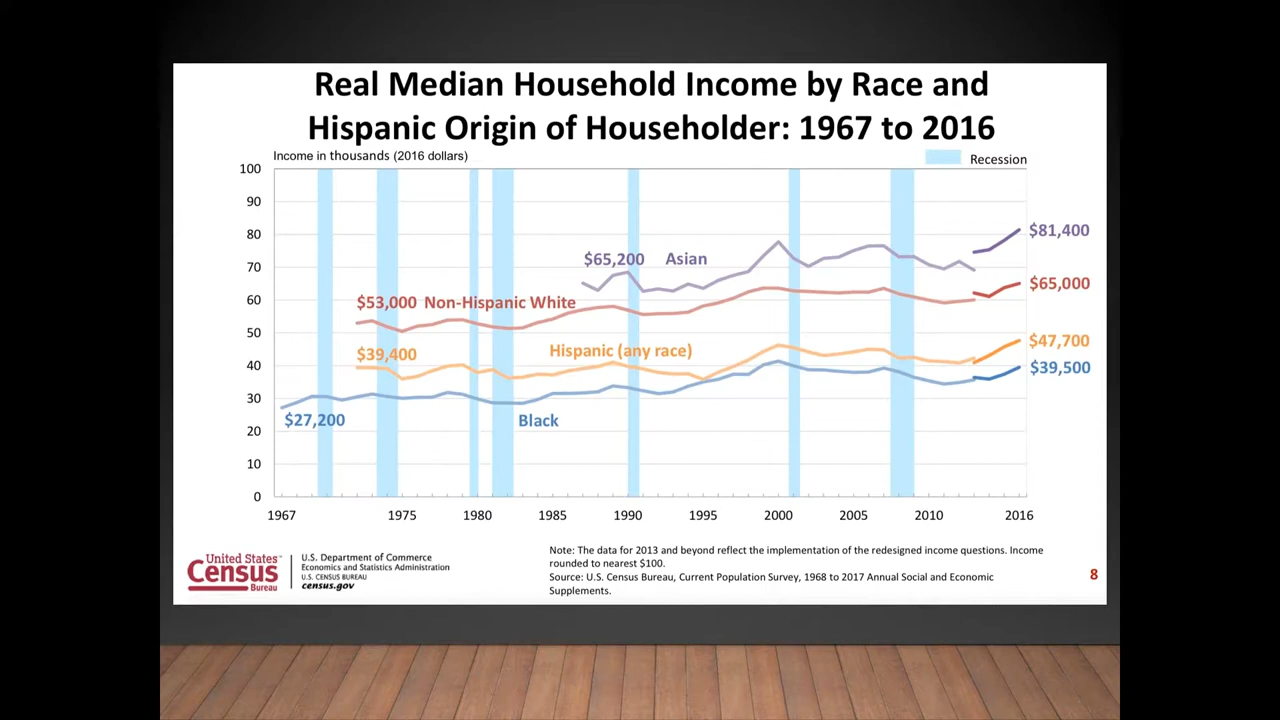 Real Median Household Income by Race and
Hispanic Origin of Householder: 1967 to 2016
Income in thousands (2016 dollars)
Recession
100
90
80
70
60
50
40
30
20
10
0
$81,400
$65,200 Asian
$65,000
$53,000 Non-Hispanic White
$47,700
$39,400
Hispanic (any race)
$39,500
$27,200
Black
1967 1975 1980 1985 1990 1995 2000 2005 2010 2016
United States™
Census
Bureau
U.S. Department of Commerce
Economics and Statistics Administration
U.S. CENSUS BUREAU
census.gov
Note: The data for 2013 and beyond reflect the implementation of the redesigned income questions. Income
rounded to nearest $100.
Source: U.S. Census Bureau, Current Population Survey, 1968 to 2017 Annual Social and Economic
Supplements.
8